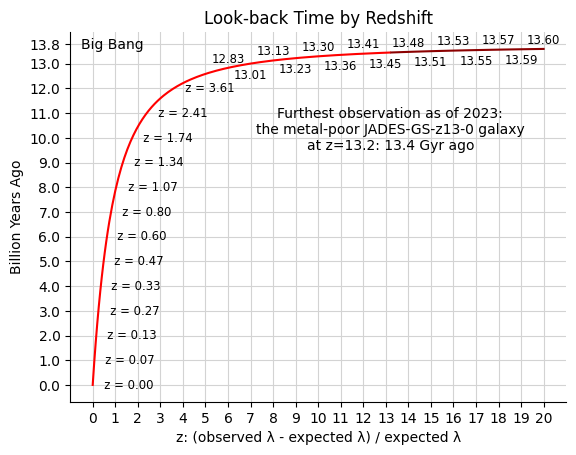 Look-back Time by Redshift
Big Bang
13.8
13.0
12.0
11.0
10.0
9.0
8.0
7.0
6.0
5.0
4.0
3.0
2.0
1.0
0.0
Billion Years Ago
12.83
13.01
13.13
13.23
13.30
13.36
13.41
13.45
13.48
13.51
13.53
13.55
13.57
13.59
13.60
z = 3.61
z = 2.41
z = 1.74
z = 1.34
z = 1.07
z = 0.80
z = 0.60
z = 0.47
z = 0.33
z = 0.27
z = 0.13
z = 0.07
z = 0.00
Furthest observation as of 2023:
the metal-poor JADES-GS-z13-0 galaxy
at z=13.2: 13.4 Gyr ago
0 1 2 3 4 5 6 7 8 9 10 11 12 13 14 15 16 17 18 19 20
z: (observed λ - expected λ) / expected λ